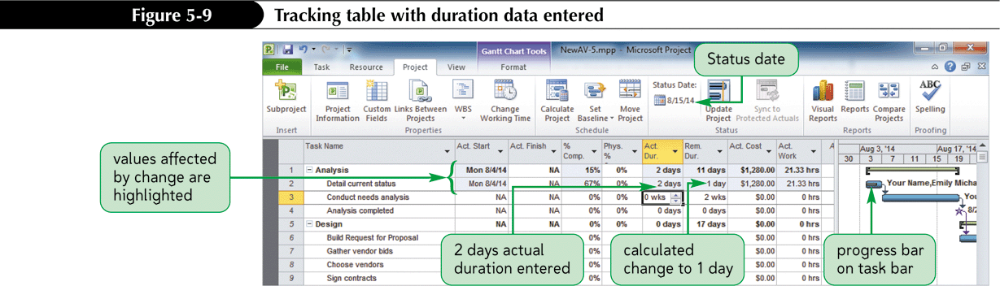 Figure 5-9 Tracking table with duration data entered
Gantt Chart Tools NewAV-5.mpp - Microsoft Project
File Task Resource Project View Format
Status date
Subproject
Project Information
Custom Fields
Links Between Projects
WBS
Change Working Time
Calculate Project
Set Baseline
Move Project
Status Date:
8/15/14
Update Project
Sync to Protected Actuals
Visual Reports
Reports
Compare Projects
ABC
Spelling
Insert Properties Schedule Status Reports Proofing
Task Name Act. Start Act. Finish % Comp. Phys. % Act. Dur. Rem. Dur. Act. Cost Act. Work A
Aug 3, '14 Aug 17, '14
30 3 7 11 15 19
1 Analysis Mon 8/4/14 NA 15% 0% 2 days 11 days $1,280.00 21.33 hrs
2 Detail current status Mon 8/4/14 NA 67% 0% 2 days 1 day $1,280.00 21.33 hrs Your Name,Emily Micha
3 Conduct needs analysis NA NA 0% 0% 0 wks 2 wks $0.00 0 hrs You
4 Analysis completed NA NA 0% 0% 0 days 0 days $0.00 0 hrs 8/2
5 Design NA NA 0% 0% 0 days 17 days $0.00 0 hrs
6 Build Request for Proposal 0% $0.00 0 hrs
7 Gather vendor bids 0% $0.00 0 hrs
8 Choose vendors 0% $0.00 0 hrs
9 Sign contracts 0% $0.00 0 hrs
values affected
by change are
highlighted
2 days actual
duration entered
calculated
change to 1 day
progress bar
on task bar